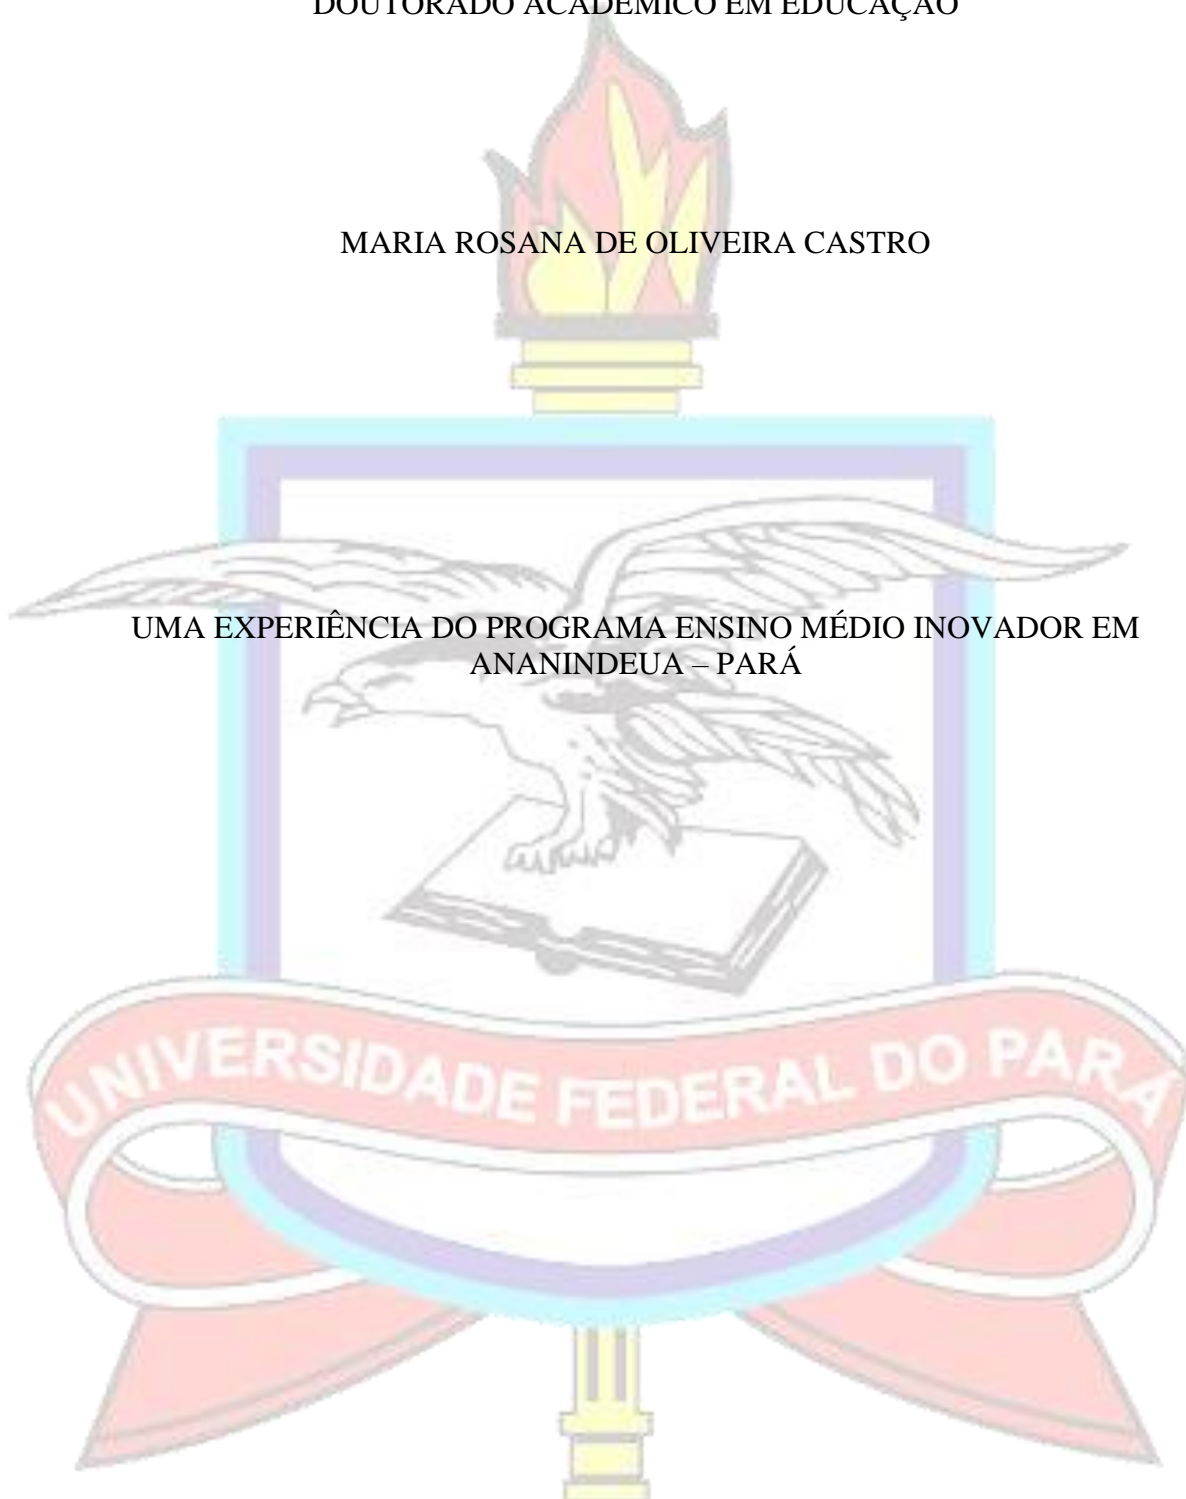 DOUTORADO ACADÊMICO EM EDUCAÇÃO
MARIA ROSANA DE OLIVEIRA CASTRO
UMA EXPERIÊNCIA DO PROGRAMA ENSINO MÉDIO INOVADOR EM
ANANINDEUA – PARÁ
UNIVERSIDADE FEDERAL DO PARÁ